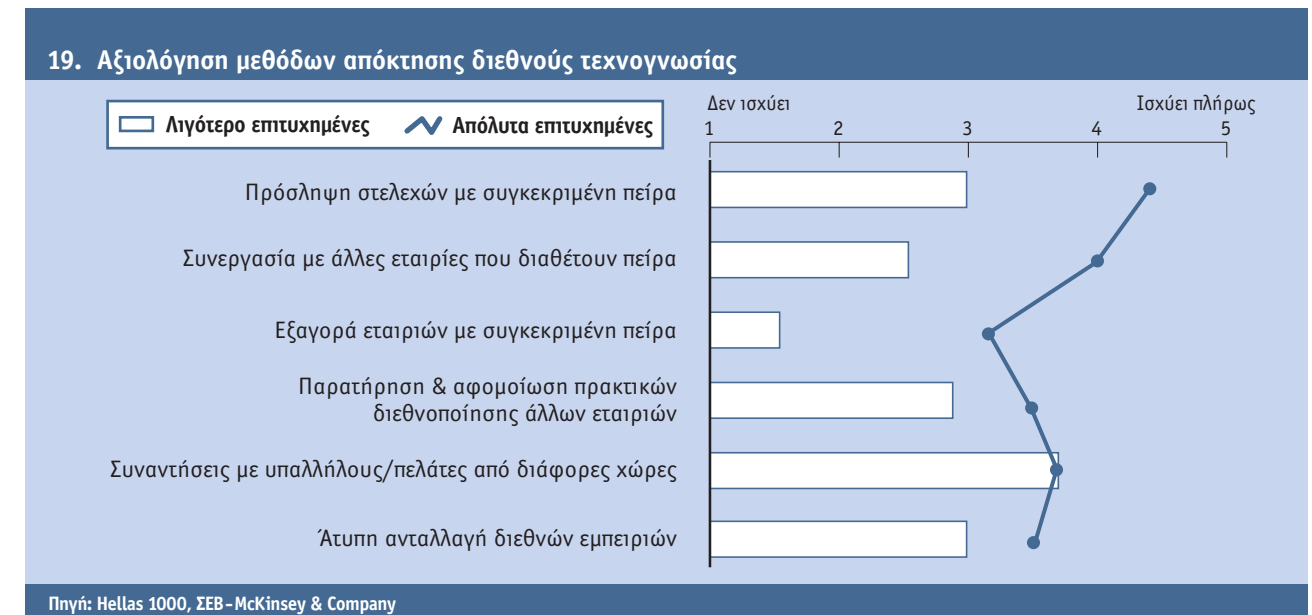 19. Αξιολόγηση μεθόδων απόκτησης διεθνούς τεχνογνωσίας
Λιγότερο επιτυχημένες Απόλυτα επιτυχημένες
Δεν ισχύει Ισχύει πλήρως
1 2 3 4 5
Πρόσληψη στελεχών με συγκεκριμένη πείρα
Συνεργασία με άλλες εταιρίες που διαθέτουν πείρα
Εξαγορά εταιριών με συγκεκριμένη πείρα
Παρατήρηση & αφομοίωση πρακτικών
διεθνοποίησης άλλων εταιριών
Συναντήσεις με υπαλλήλους/πελάτες από διάφορες χώρες
Άτυπη ανταλλαγή διεθνών εμπειριών
Πηγή: Hellas 1000, ΣΕΒ-McKinsey & Company